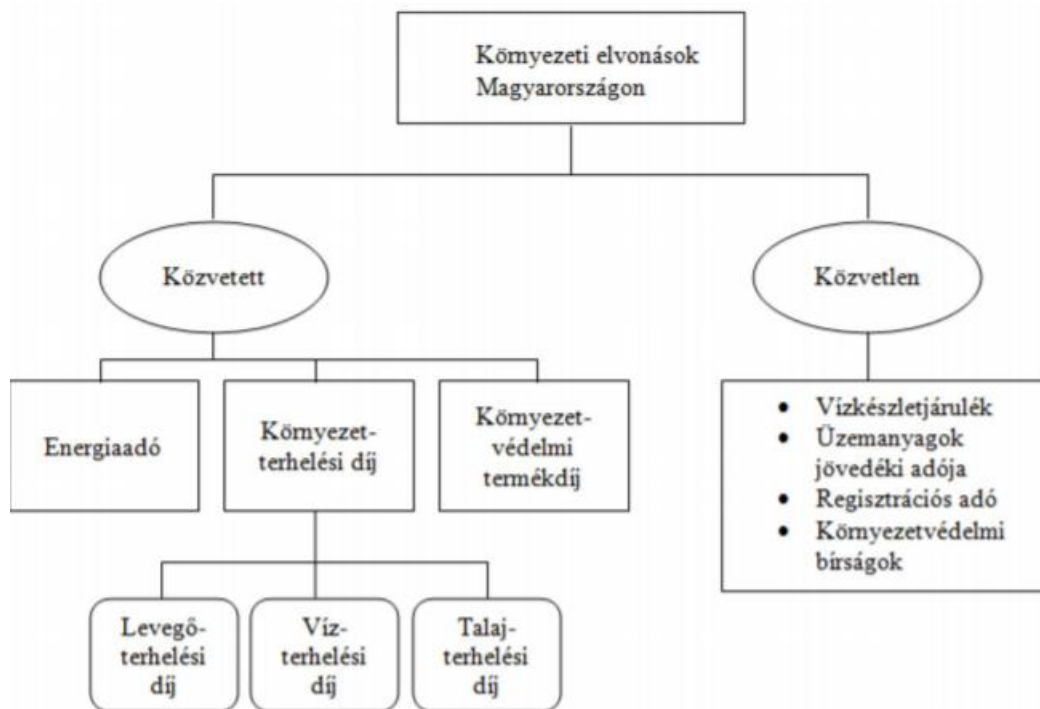 Környezeti elvonások
Magyarországon
Közvetett
Közvetlen
Energiaadó
Környezet-
terhelési díj
Környezet-
védelmi
termékdíj
• Vízkészletjárulék
• Üzemanyagok
jövedéki adója
• Regisztrációs adó
• Környezetvédelmi
bírságok
Levegő-
terhelési
díj
Víz-
terhelési
díj
Talaj-
terhelési
díj